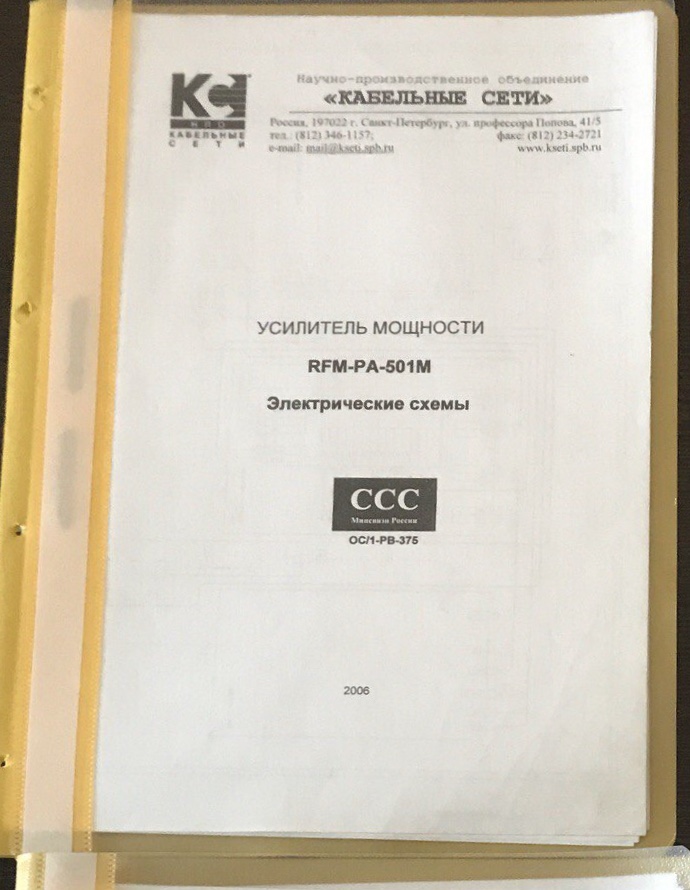 КС
НПО
КАБЕЛЬНЫЕ
СЕТИ
Научно-производственное объединение
«КАБЕЛЬНЫЕ СЕТИ»
Россия, 197022 г. Санкт-Петербург, ул. профессора Попова, 41/5
тел.: (812) 346-1157; факс: (812) 234-2721
e-mail: mail@kseti.spb.ru www.kseti.spb.ru
УСИЛИТЕЛЬ МОЩНОСТИ
RFM-PA-501M
Электрические схемы
ССС
Минсвязи России
ОС/1-РВ-375
2006